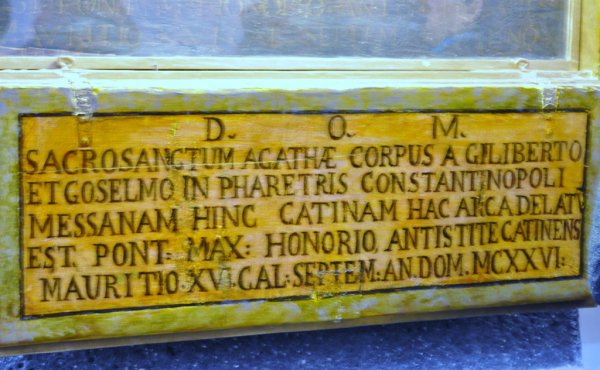 D. O. M.
SACROSANCTUM AGATHÆ CORPUS A GILIBERTO
ET GOSELMO IN PHARETRIS CONSTANTINOPOLI
MESSANAM HINC CATINAM HAC ARCA DELATV
EST. PONT: MAX: HONORIO, ANTISTITE CATINENS
MAURITIO XVI CAL: SEPTEM: AN. DOM. MCXXVI: